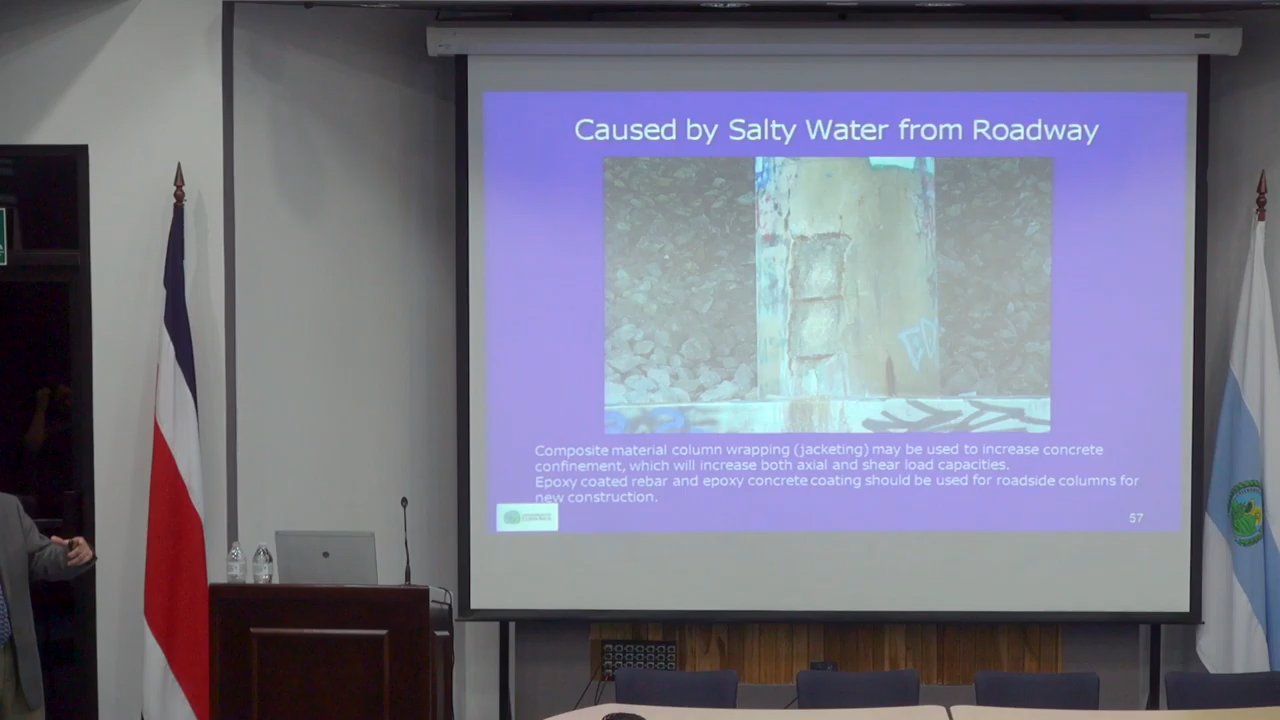 Caused by Salty Water from Roadway
Composite material column wrapping (jacketing) may be used to increase concrete
confinement, which will increase both axial and shear load capacities.
Epoxy coated rebar and epoxy concrete coating should be used for roadside columns for
new construction.
57